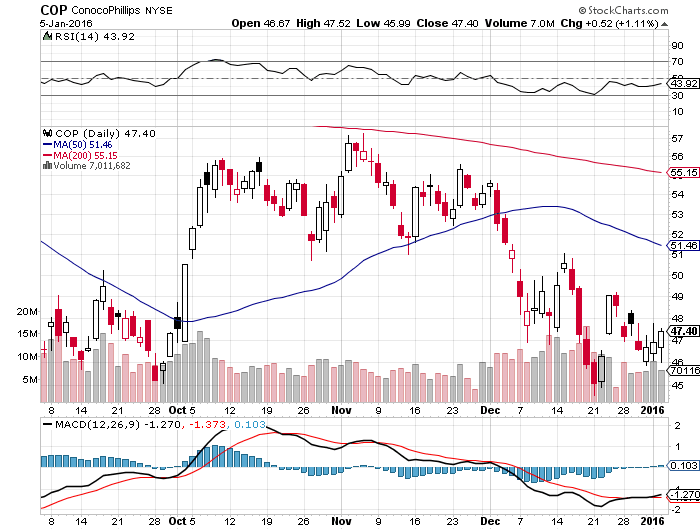 COP ConocoPhillips NYSE © StockCharts.com
5-Jan-2016 Open 46.67 High 47.52 Low 45.99 Close 47.40 Volume 7.0M Chg +0.52 (+1.11%)
RSI(14) 43.92
90
70
50
43.92
30
10
COP (Daily) 47.40
MA(50) 51.46
MA(200) 55.15
Volume 7,011,682
57
56
55.15
54
53
52
51.46
51
50
49
48
47.40
47
46
7011682
45
20M
15M
10M
5M
8 14 21 28 Oct 5 12 19 26 Nov 9 16 23 Dec 7 14 21 28 2016
MACD(12,26,9) -1.270, -1.373, 0.103
2
1
0.103
-1
-1.270
-2
8 14 21 28 Oct 5 12 19 26 Nov 9 16 23 Dec 7 14 21 28 2016